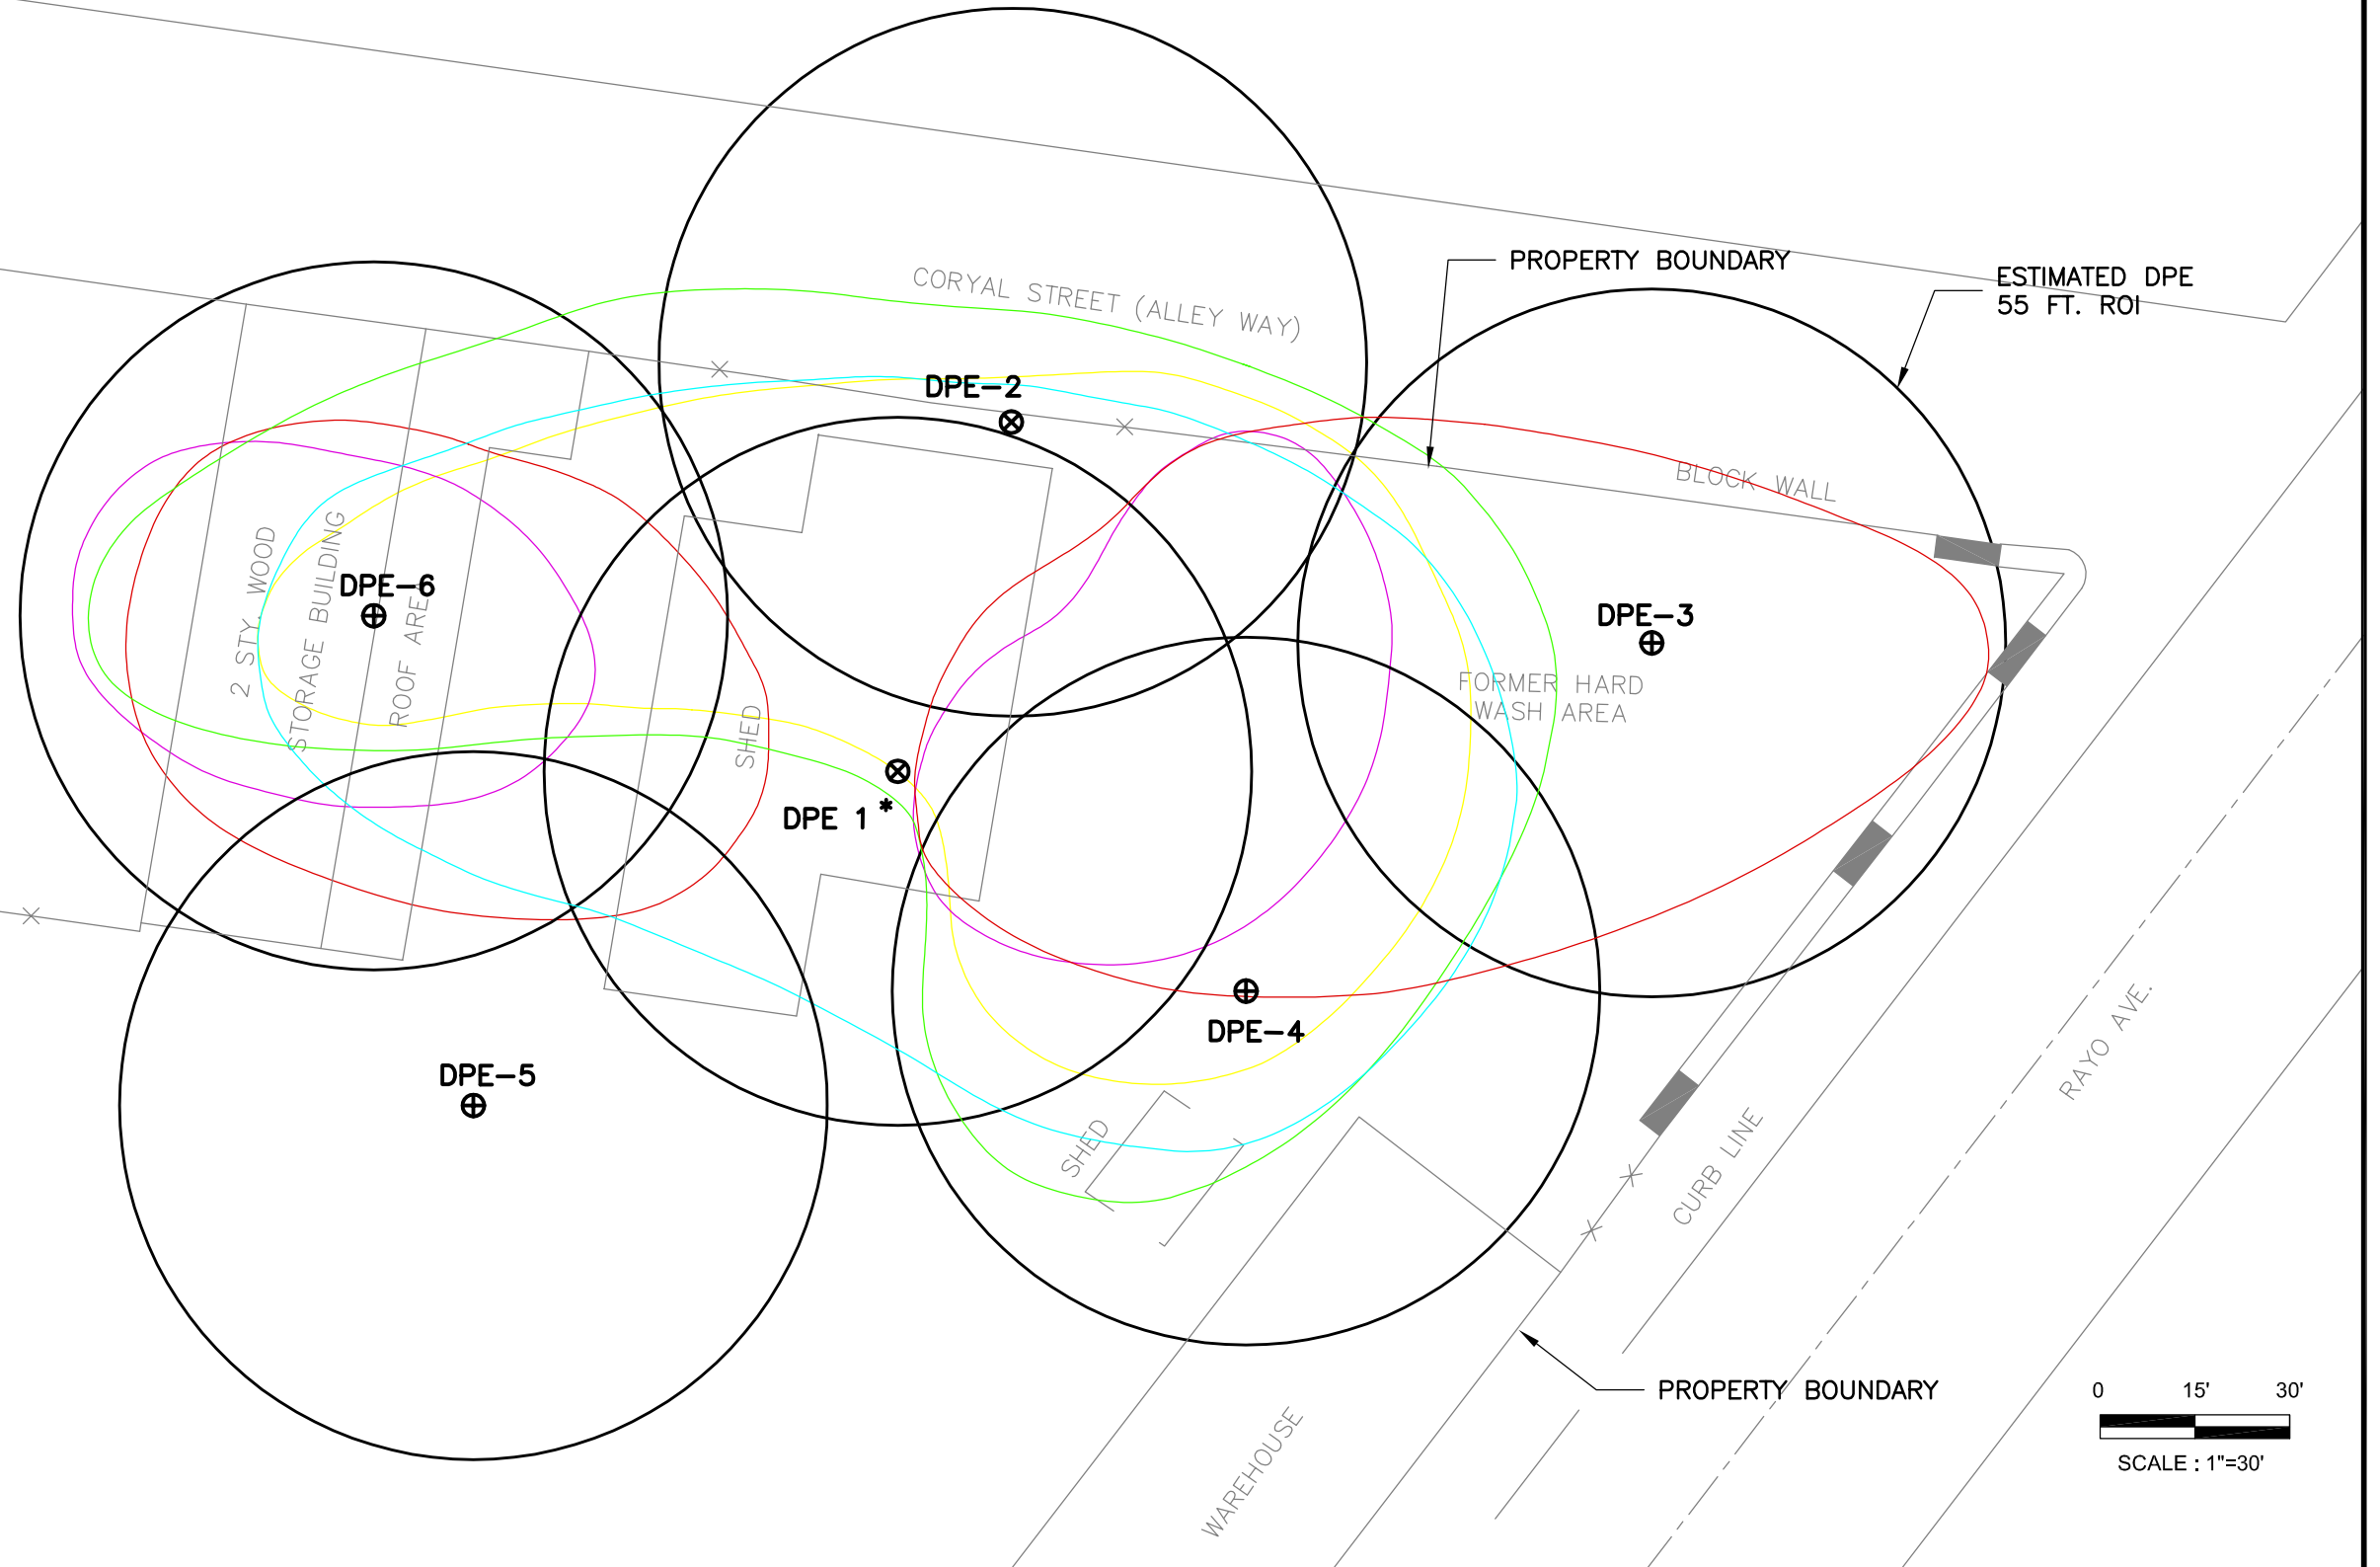 PROPERTY BOUNDARY
ESTIMATED DPE
55 FT. ROI
CORYAL STREET (ALLEY WAY)
DPE-2
BLOCK WALL
2 STY. WOOD
STORAGE BUILDING
ROOF AREA
DPE-6
DPE-3
FORMER HARD
WASH AREA
SHED
DPE 1 *
DPE-4
DPE-5
SHED
CURB LINE
RAYO AVE.
PROPERTY BOUNDARY
WAREHOUSE
0 15' 30'
SCALE : 1"=30'